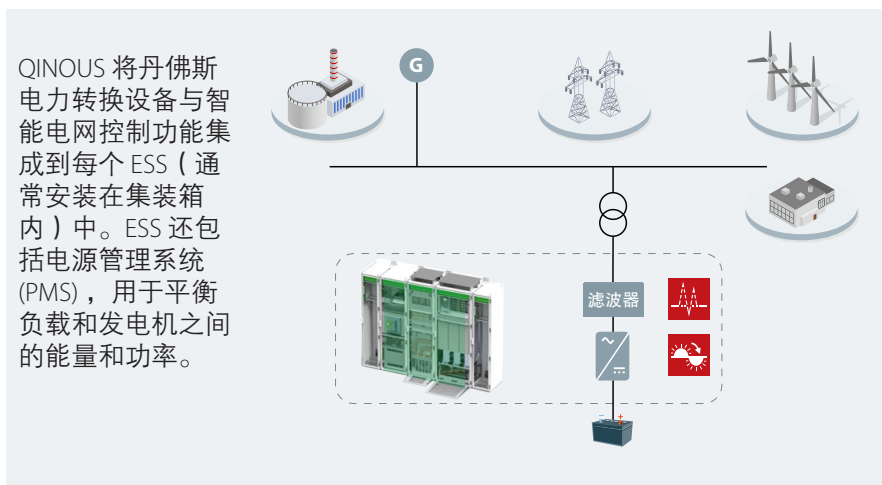 QINOUS 将丹佛斯
电力转换设备与智
能电网控制功能集
成到每个 ESS（通
常安装在集装箱
内）中。ESS 还包
括电源管理系统
(PMS) ，用于平衡
负载和发电机之间
的能量和功率。
G
滤波器